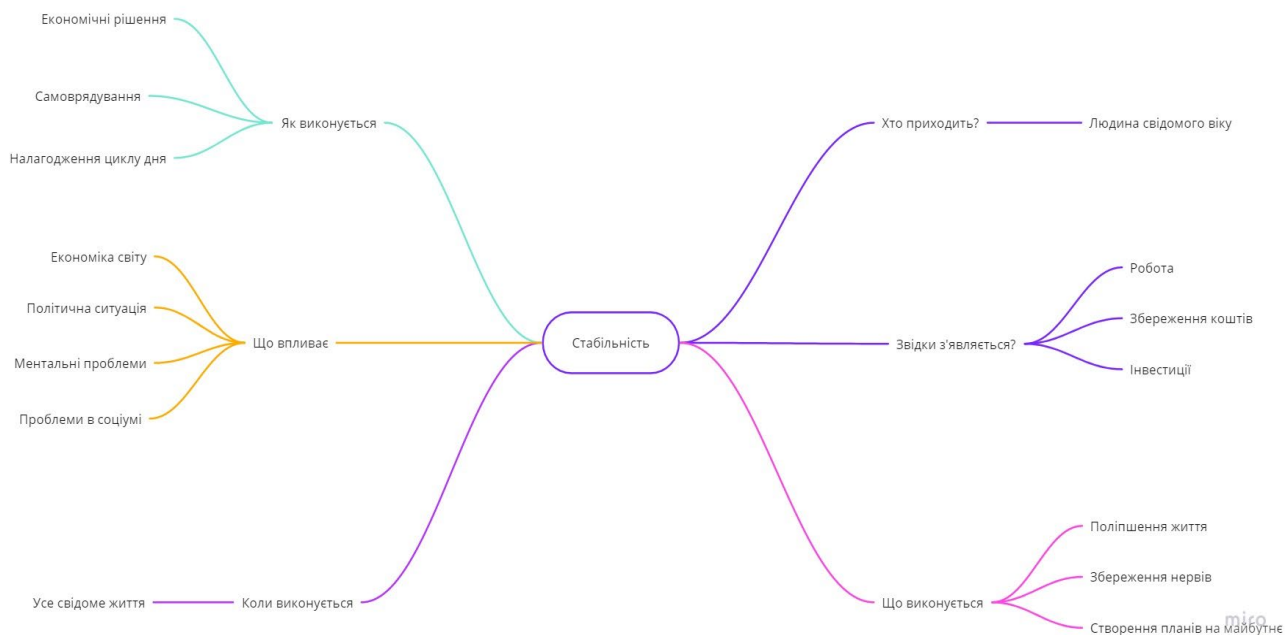 Економічні рішення
Самоврядування
Налагодження циклу дня
Як виконується
Економіка світу
Політична ситуація
Ментальні проблеми
Проблеми в соціумі
Що впливає
Усе свідоме життя
Коли виконується
Стабільність
Хто приходить?
Людина свідомого віку
Звідки з'являється?
Робота
Збереження коштів
Інвестиції
Що виконується
Поліпшення життя
Збереження нервів
Створення планів на майбутнє
miro